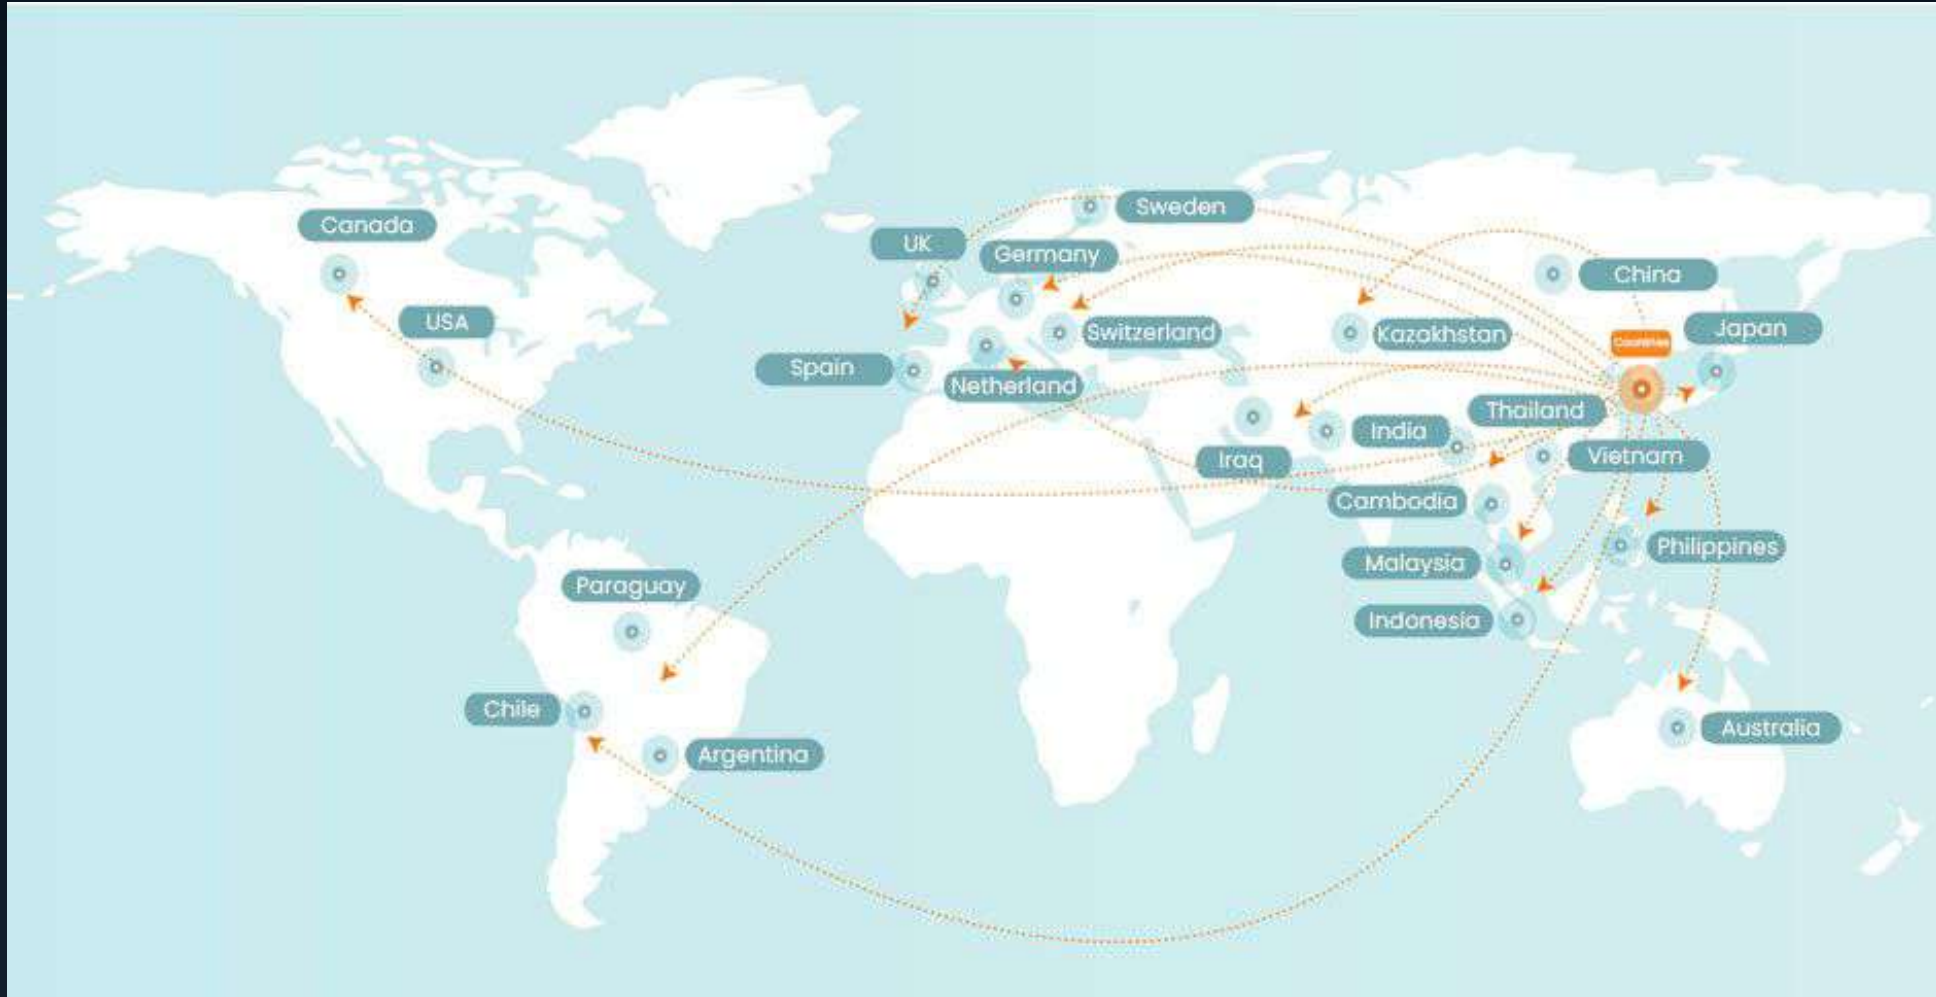 Canada
Sweden
UK
Germany
China
USA
Switzerland
Kazakhstan
Japan
Countries
Spain
Netherland
Thailand
India
Iraq
Vietnam
Cambodia
Philippines
Malaysia
Paraguay
Indonesia
Chile
Argentina
Australia